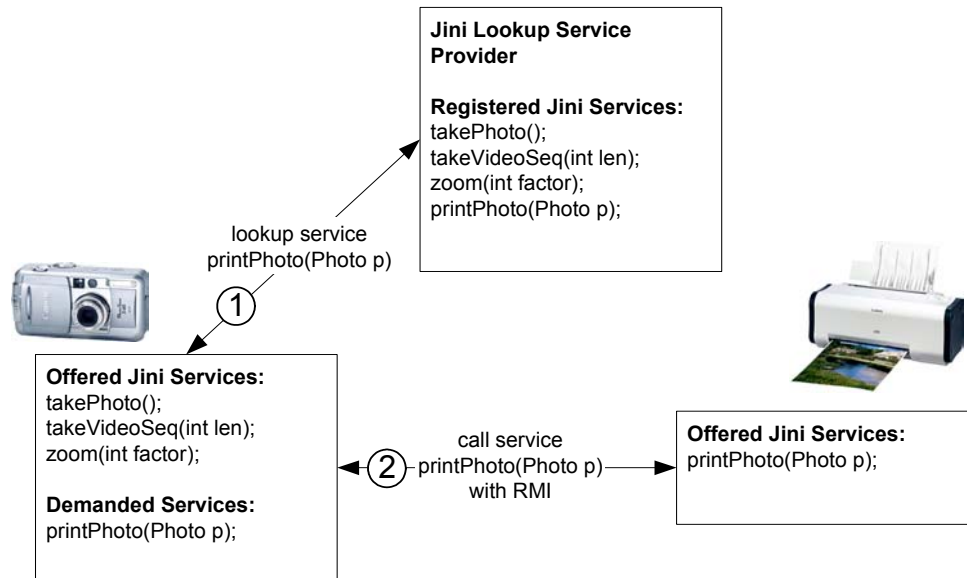 Jini Lookup Service
Provider
Registered Jini Services:
takePhoto();
takeVideoSeq(int len);
zoom(int factor);
printPhoto(Photo p);
lookup service
printPhoto(Photo p)
1
Offered Jini Services:
takePhoto();
takeVideoSeq(int len);
zoom(int factor);
Demanded Services:
printPhoto(Photo p);
2
call service
printPhoto(Photo p)
with RMI
Offered Jini Services:
printPhoto(Photo p);